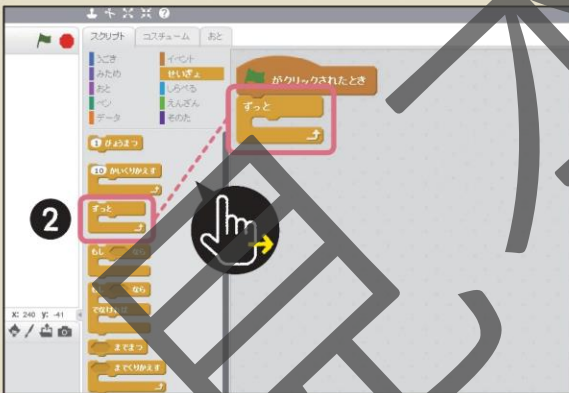 スクリプト コスチューム おと
うごき イベント
みため せいぎょ
おと しらべる
ペン えんざん
データ そのた
がクリックされたとき
ずっと
1 びょうまつ
10 かいくりかえす
ずっと
2
もし なら
なら
でなければ
までまつ
までくりかえす
X: 240 y: -41